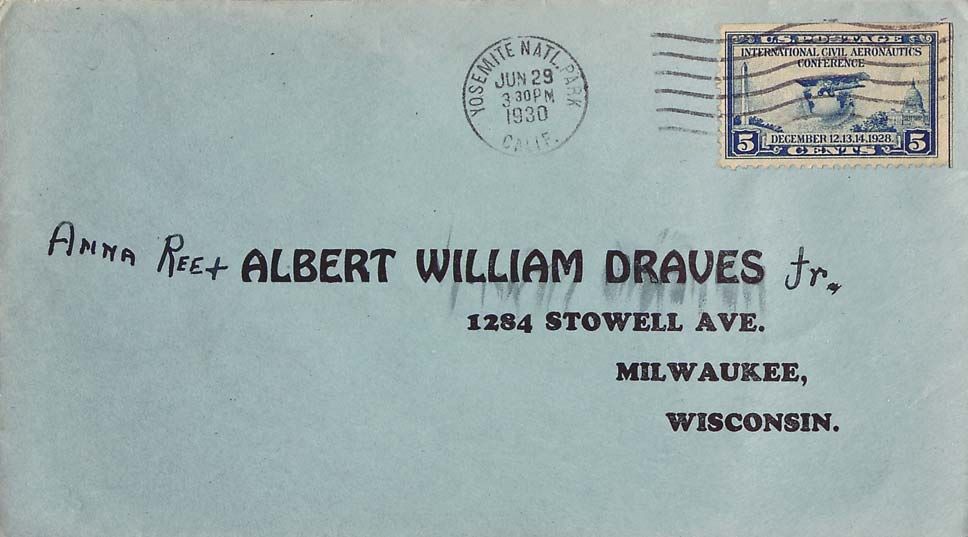 YOSEMITE NATL. PARK
JUN 29
3 30 PM
1930
CALIF.
U.S. POSTAGE
INTERNATIONAL CIVIL AERONAUTICS
CONFERENCE
5 DECEMBER 12.13.14.1928. 5
CENTS
Anna Ree + ALBERT WILLIAM DRAVES Jr.
1284 STOWELL AVE.
MILWAUKEE,
WISCONSIN.